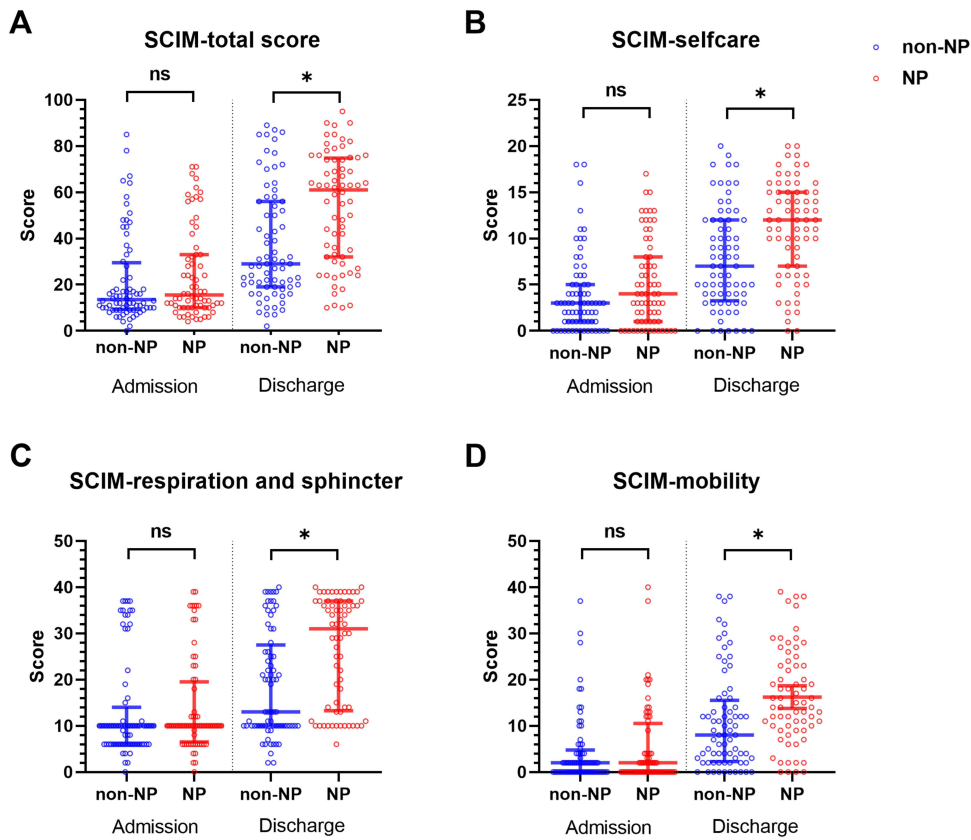 A
SCIM-total score
ns
*
Score
100
80
60
40
20
0
non-NP NP non-NP NP
Admission Discharge
B
SCIM-selfcare
non-NP
NP
ns
*
Score
25
20
15
10
5
0
non-NP NP non-NP NP
Admission Discharge
C
SCIM-respiration and sphincter
ns
*
Score
50
40
30
20
10
0
non-NP NP non-NP NP
Admission Discharge
D
SCIM-mobility
ns
*
Score
50
40
30
20
10
0
non-NP NP non-NP NP
Admission Discharge